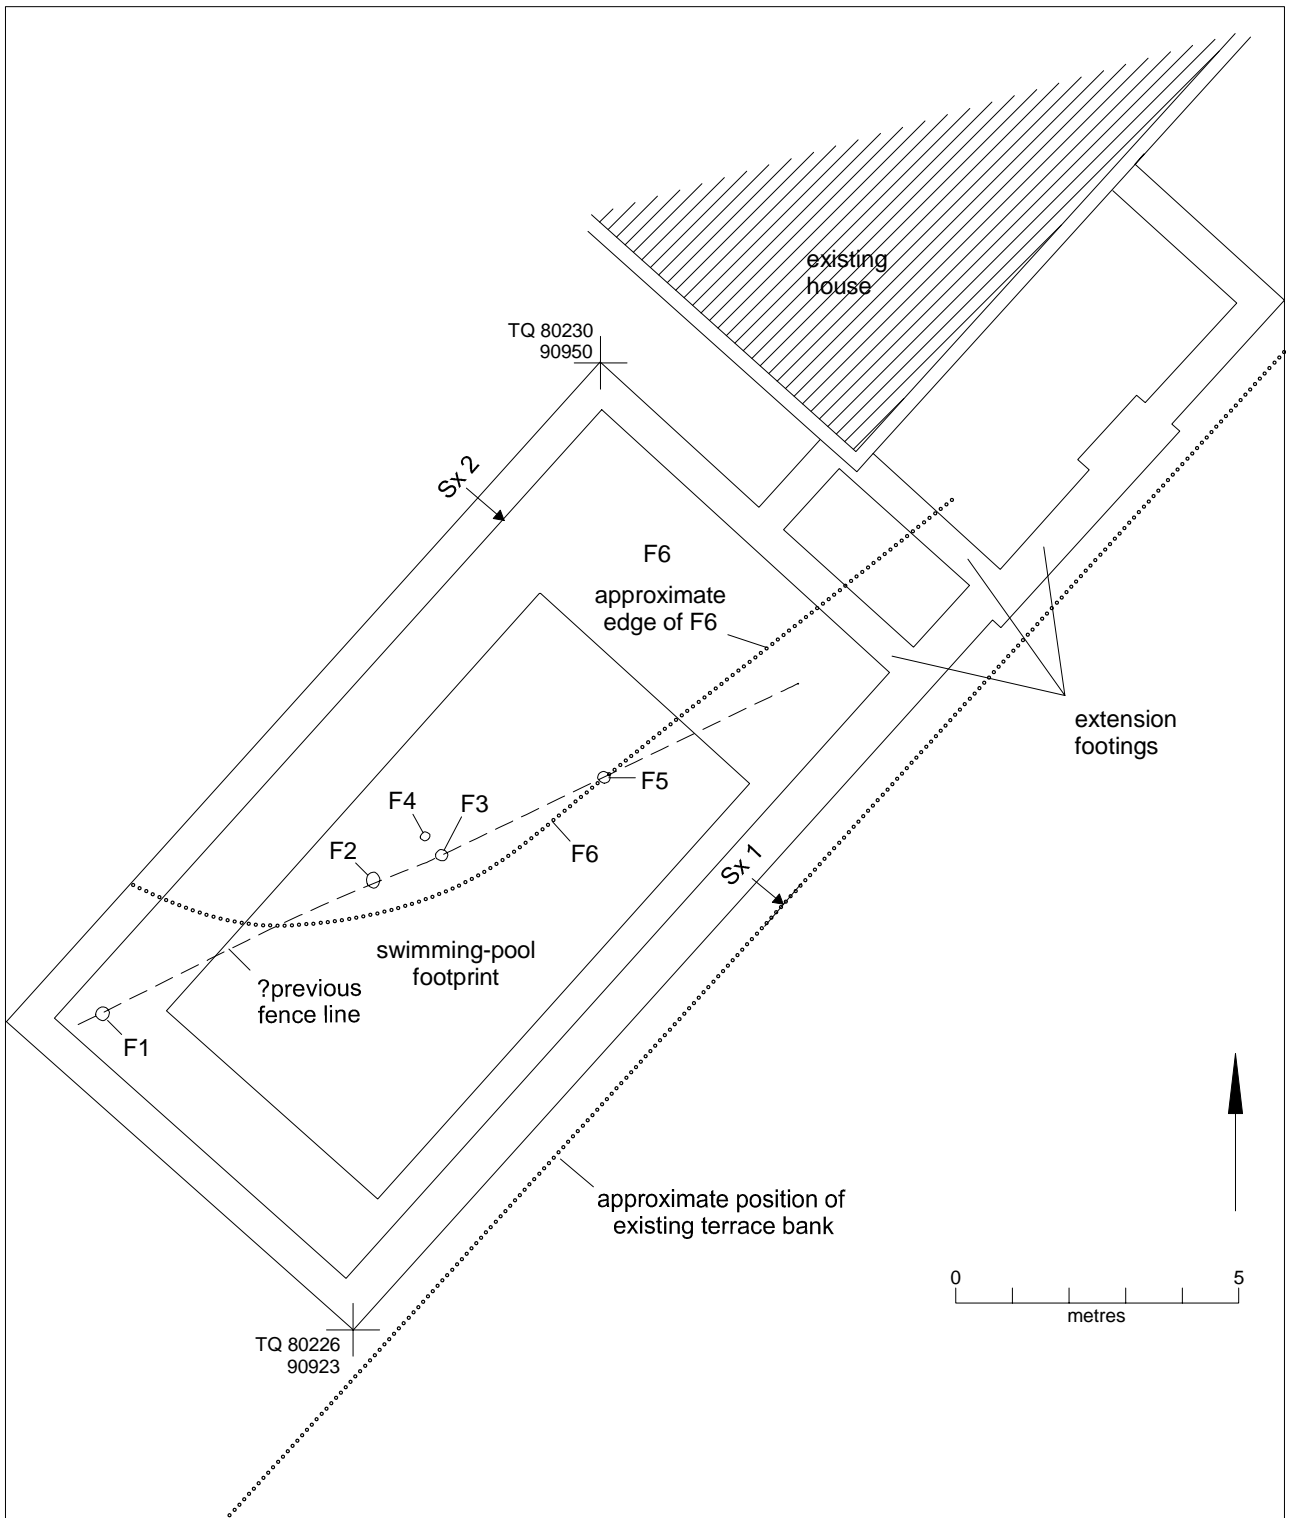 existing
house
TQ 80230
90950
Sx 2
F6
approximate
edge of F6
extension
footings
F5
F4
F3
F2
F6
Sx 1
swimming-pool
footprint
?previous
fence line
F1
approximate position of
existing terrace bank
0 5
metres
TQ 80226
90923